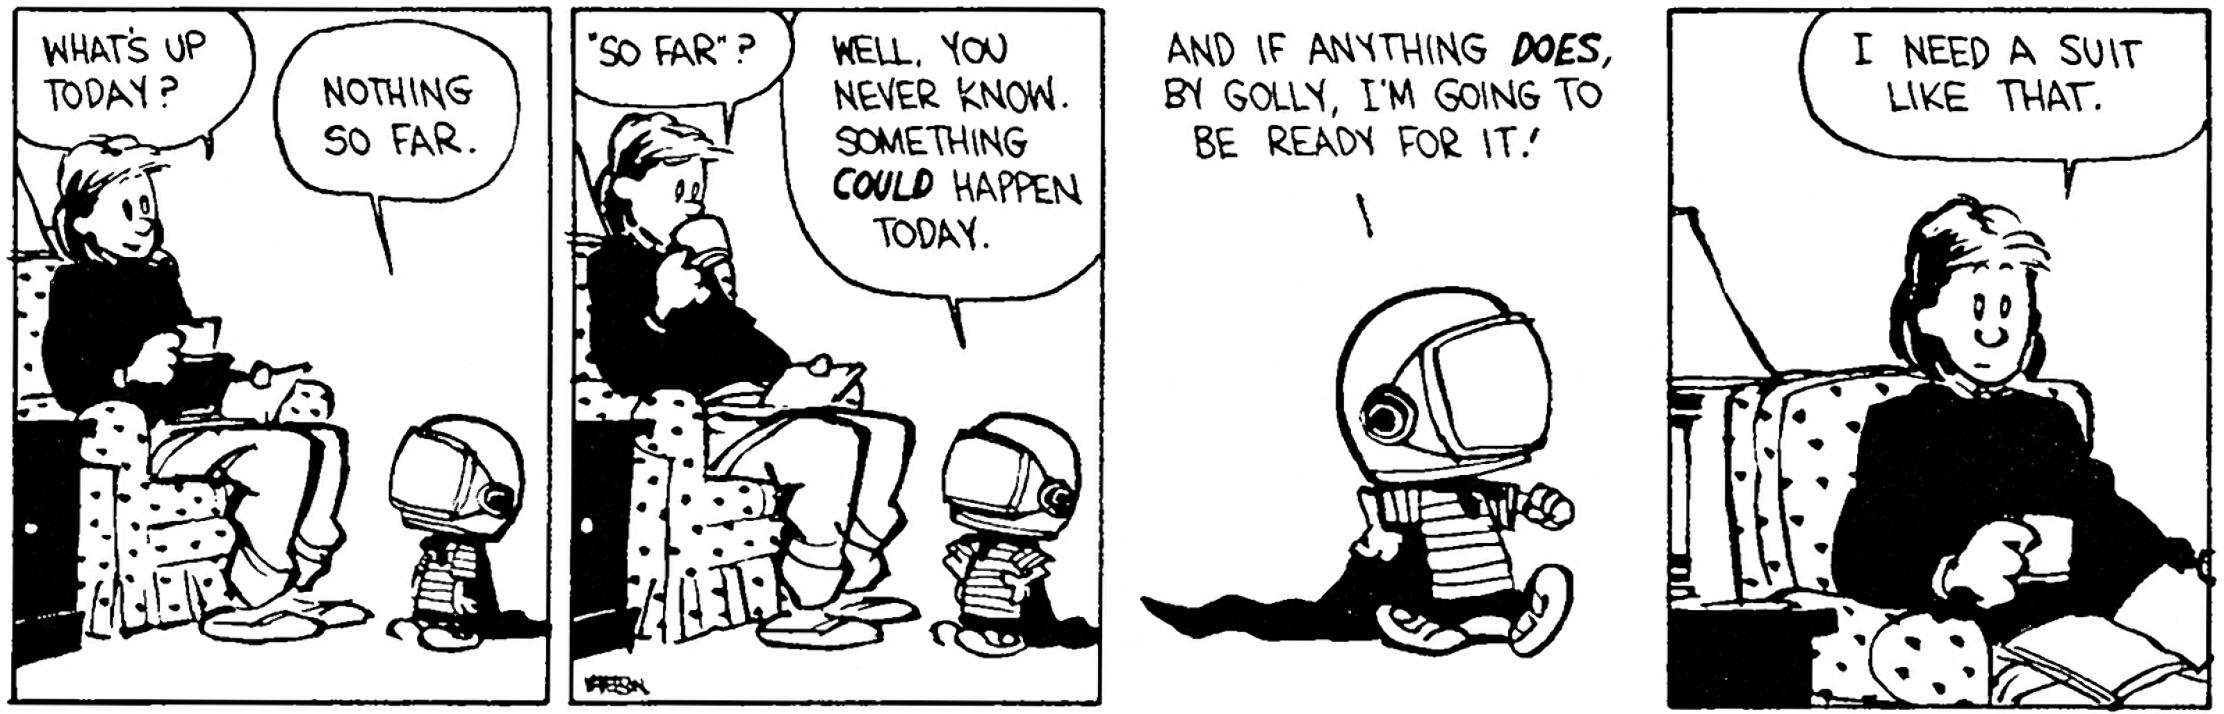 WHAT'S UP
TODAY?
NOTHING
SO FAR.
"SO FAR"?
WELL, YOU
NEVER KNOW.
SOMETHING
COULD HAPPEN
TODAY.
AND IF ANYTHING DOES,
BY GOLLY, I'M GOING TO
BE READY FOR IT!
I NEED A SUIT
LIKE THAT.